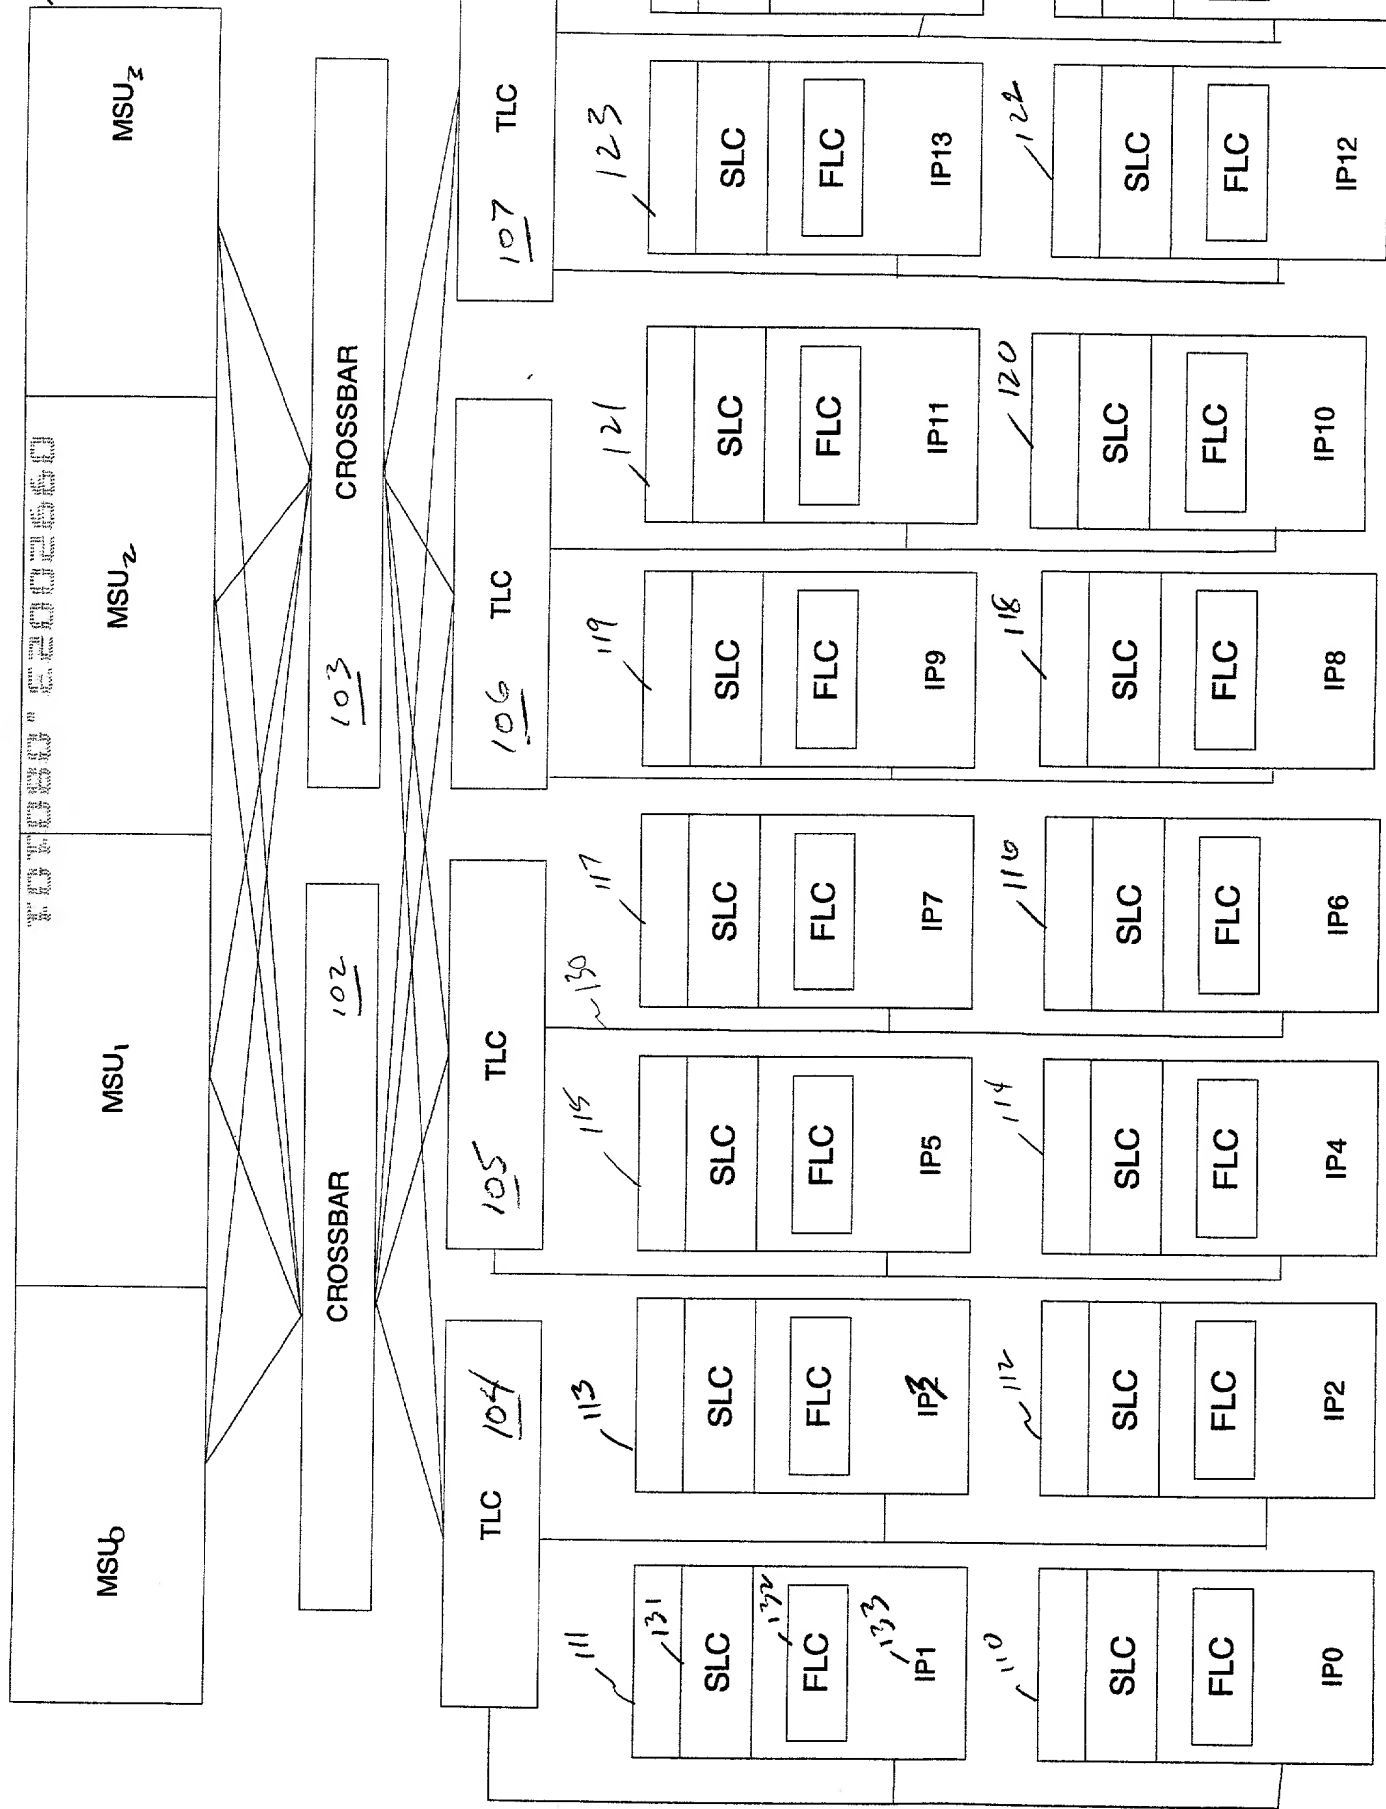 MSU0
MSU1
MSU2
MSU3
CROSSBAR
102
103
CROSSBAR
TLC 104
105 TLC
106 TLC
107 TLC
111
131
SLC
132
FLC
133
IP1
113
SLC
FLC
IP3
115
SLC
FLC
IP5
130
117
SLC
FLC
IP7
119
SLC
FLC
IP9
121
SLC
FLC
IP11
123
SLC
FLC
IP13
110
SLC
FLC
IP0
112
SLC
FLC
IP2
114
SLC
FLC
IP4
116
SLC
FLC
IP6
118
SLC
FLC
IP8
120
SLC
FLC
IP10
122
SLC
FLC
IP12